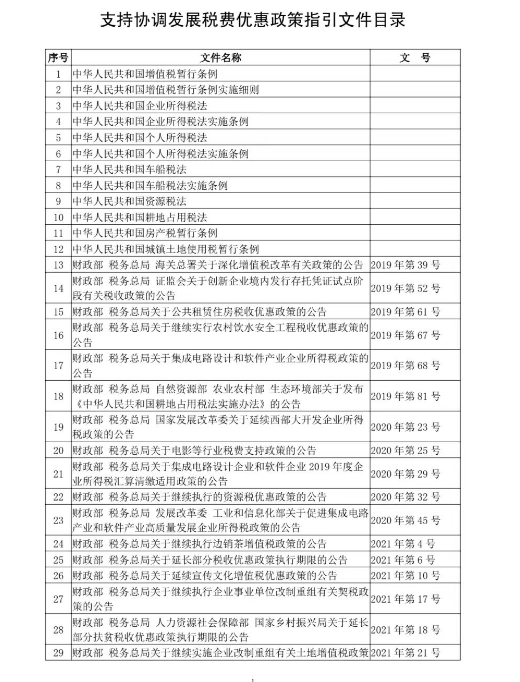 支持协调发展税费优惠政策指引文件目录
序号 文件名称 文 号
1 中华人民共和国增值税暂行条例
2 中华人民共和国增值税暂行条例实施细则
3 中华人民共和国企业所得税法
4 中华人民共和国企业所得税法实施条例
5 中华人民共和国个人所得税法
6 中华人民共和国个人所得税法实施条例
7 中华人民共和国车船税法
8 中华人民共和国车船税法实施条例
9 中华人民共和国资源税法
10 中华人民共和国耕地占用税法
11 中华人民共和国房产税暂行条例
12 中华人民共和国城镇土地使用税暂行条例
13 财政部 税务总局 海关总署关于深化增值税改革有关政策的公告 2019 年第 39 号
14 财政部 税务总局 证监会关于创新企业境内发行存托凭证试点阶 2019 年第 52 号
段有关税收政策的公告
15 财政部 税务总局关于公共租赁住房税收优惠政策的公告 2019 年第 61 号
16 财政部 税务总局关于继续实行农村饮水安全工程税收优惠政策的 2019 年第 67 号
公告
17 财政部 税务总局关于集成电路设计和软件产业企业所得税政策的 2019 年第 68 号
公告
18 财政部 税务总局 自然资源部 农业农村部 生态环境部关于发布 2019 年第 81 号
《中华人民共和国耕地占用税法实施办法》的公告
19 财政部 税务总局 国家发展改革委关于延续西部大开发企业所得 2020 年第 23 号
税政策的公告
20 财政部 税务总局关于电影等行业税费支持政策的公告 2020 年第 25 号
21 财政部 税务总局关于集成电路设计企业和软件企业 2019 年度企 2020 年第 29 号
业所得税汇算清缴适用政策的公告
22 财政部 税务总局关于继续执行的资源税优惠政策的公告 2020 年第 32 号
23 财政部 税务总局 发展改革委 工业和信息化部关于促进集成电路 2020 年第 45 号
产业和软件产业高质量发展企业所得税政策的公告
24 财政部 税务总局关于继续执行边销茶增值税政策的公告 2021 年第 4 号
25 财政部 税务总局关于延长部分税收优惠政策执行期限的公告 2021 年第 6 号
26 财政部 税务总局关于延续宣传文化增值税优惠政策的公告 2021 年第 10 号
27 财政部 税务总局关于继续执行企业事业单位改制重组有关契税政 2021 年第 17 号
策的公告
28 财政部 税务总局 人力资源社会保障部 国家乡村振兴局关于延长 2021 年第 18 号
部分扶贫税收优惠政策执行期限的公告
29 财政部 税务总局关于继续实施企业改制重组有关土地增值税政策 2021 年第 21 号
1